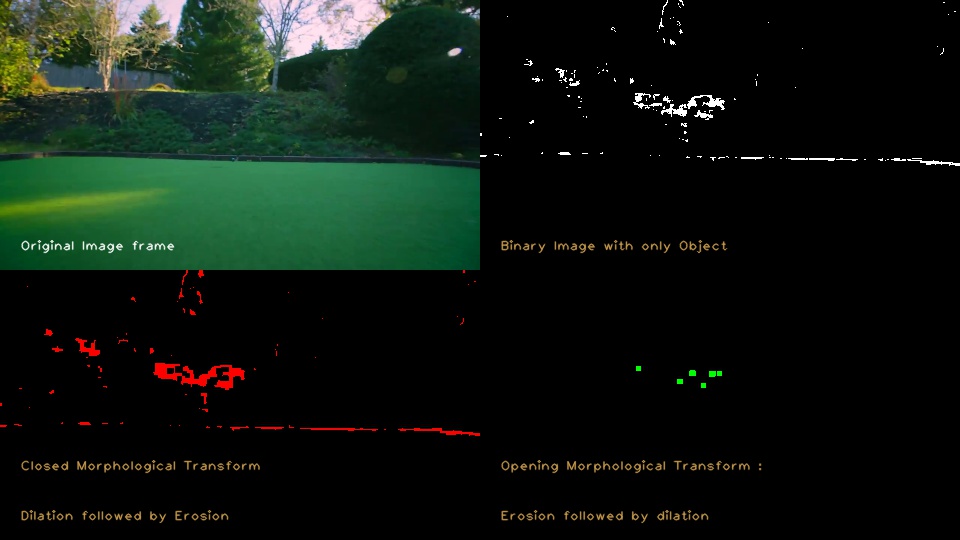 Original Image frame
Binary Image with only Object
Closed Morphological Transform
Dilation followed by Erosion
Opening Morphological Transform :
Erosion followed by dilation